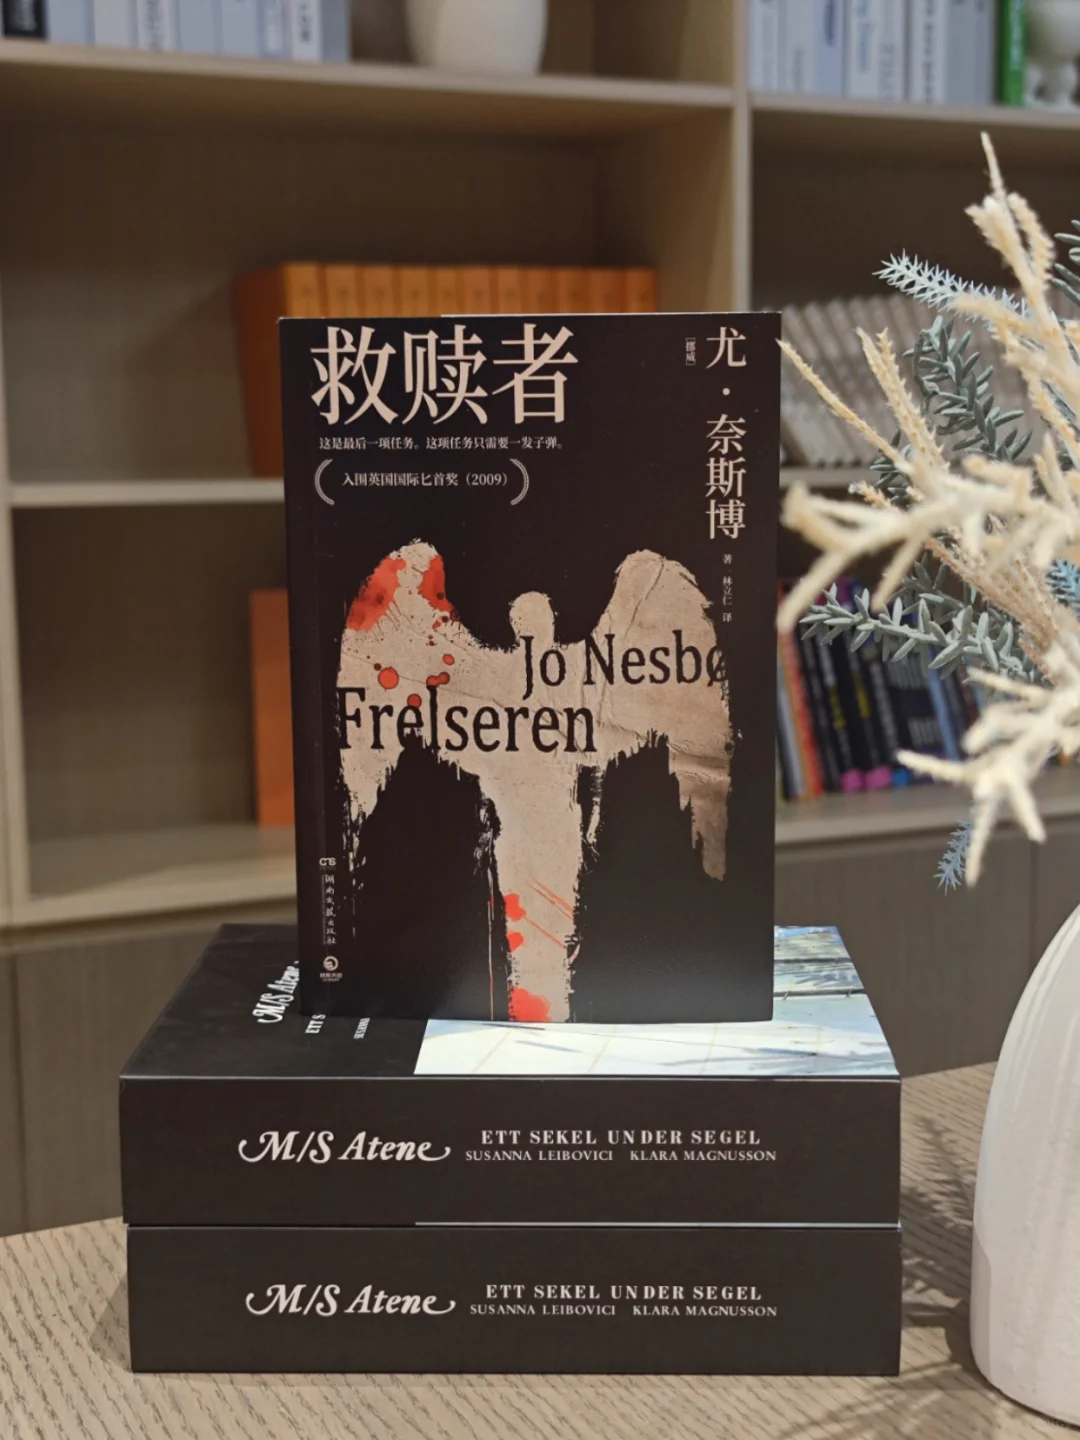 救赎者
这是最后一项任务。这项任务只需要一发子弹。
入围英国国际匕首奖（2009）
[挪威]
尤·奈斯博
著 林立仁 译
Jo Nesbø
Frelseren
湖南文艺出版社
M/S Atene
ETT S
SUSANNA
M/S Atene
ETT SEKEL UNDER SEGEL
SUSANNA LEIBOVICI KLARA MAGNUSSON
M/S Atene
ETT SEKEL UNDER SEGEL
SUSANNA LEIBOVICI KLARA MAGNUSSON